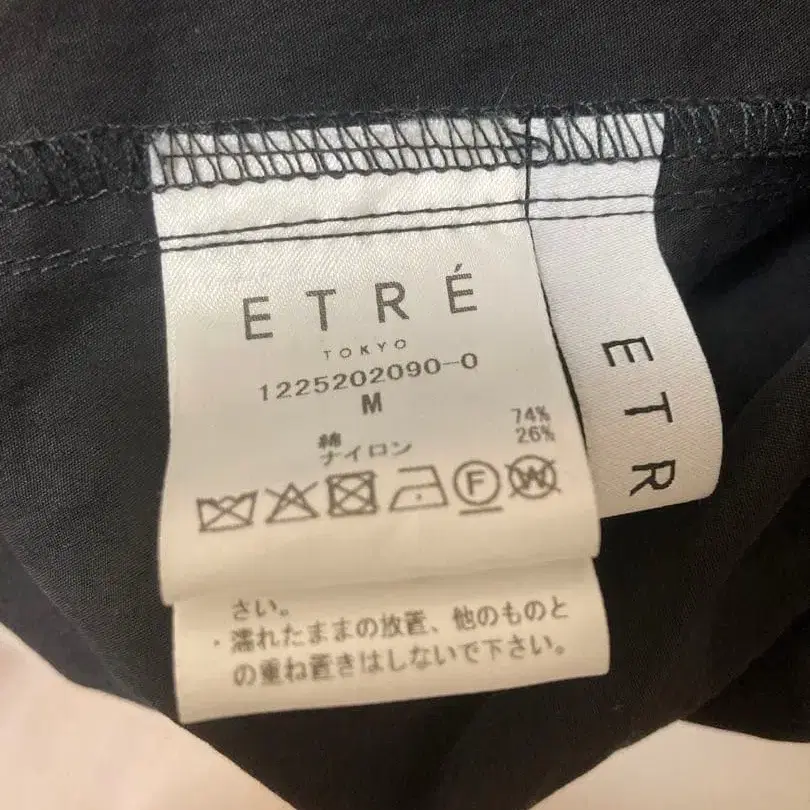 ETRÉ
TOKYO
1225202090-0
M
綿 74%
ナイロン 26%
F W
さい。
・濡れたままの放置、他のものと
の重ね置きはしないで下さい。
ETR